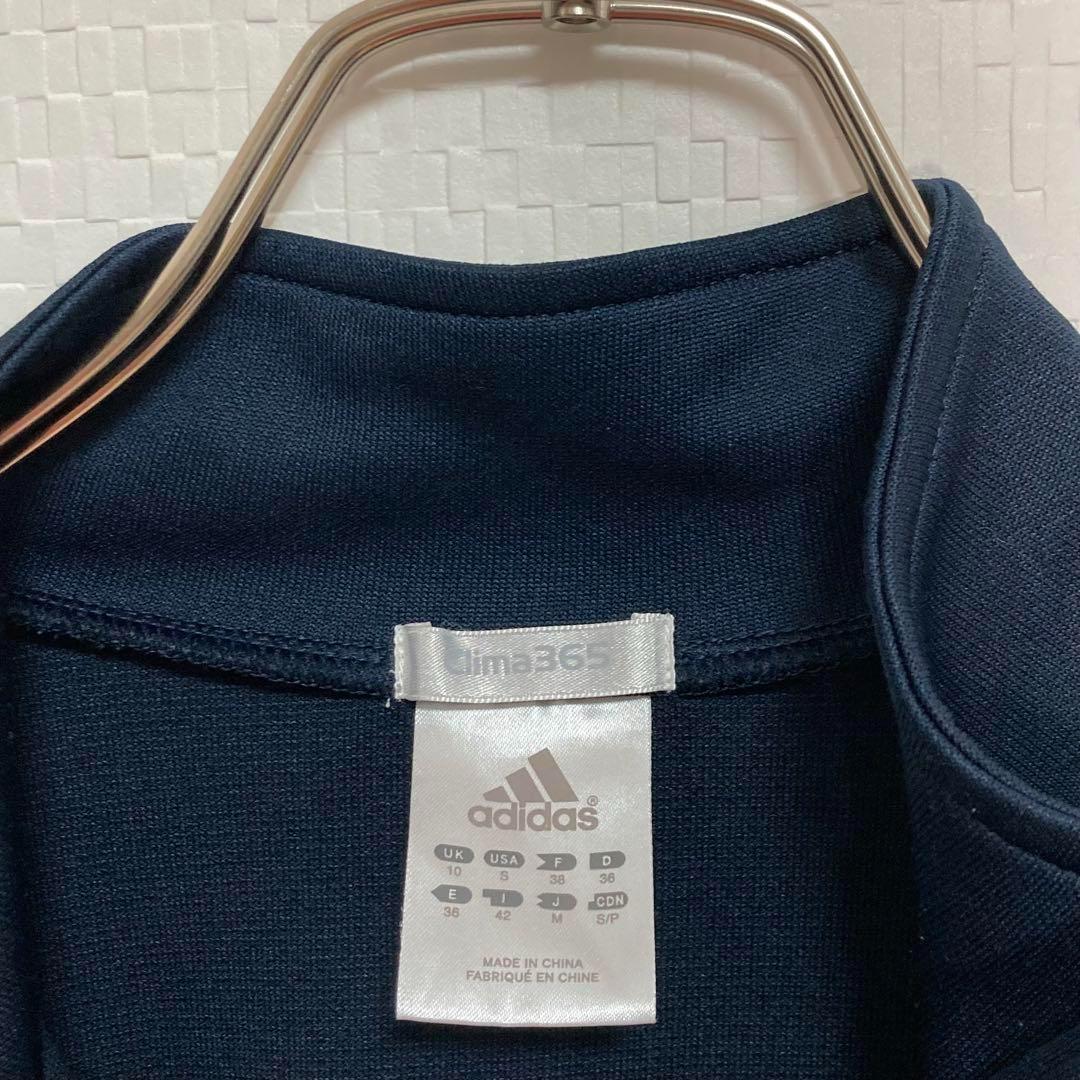 clima365
adidas®
UK USA F D
10 S 38 36
E I J CDN
36 42 M S/P
MADE IN CHINA
FABRIQUÉ EN CHINE